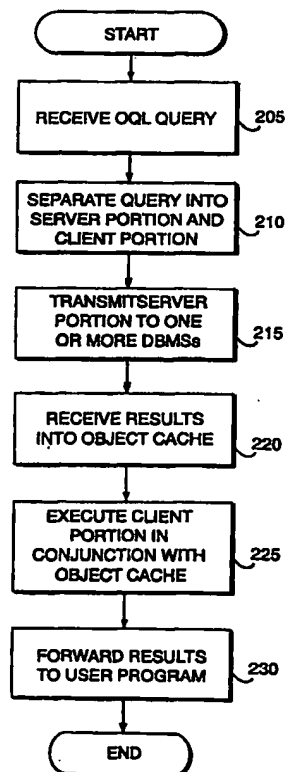 START
RECEIVE OQL QUERY
205
SEPARATE QUERY INTO
SERVER PORTION AND
CLIENT PORTION
210
TRANSMITSERVER
PORTION TO ONE
OR MORE DBMSs
215
RECEIVE RESULTS
INTO OBJECT CACHE
220
EXECUTE CLIENT
PORTION IN
CONJUNCTION WITH
OBJECT CACHE
225
FORWARD RESULTS
TO USER PROGRAM
230
END